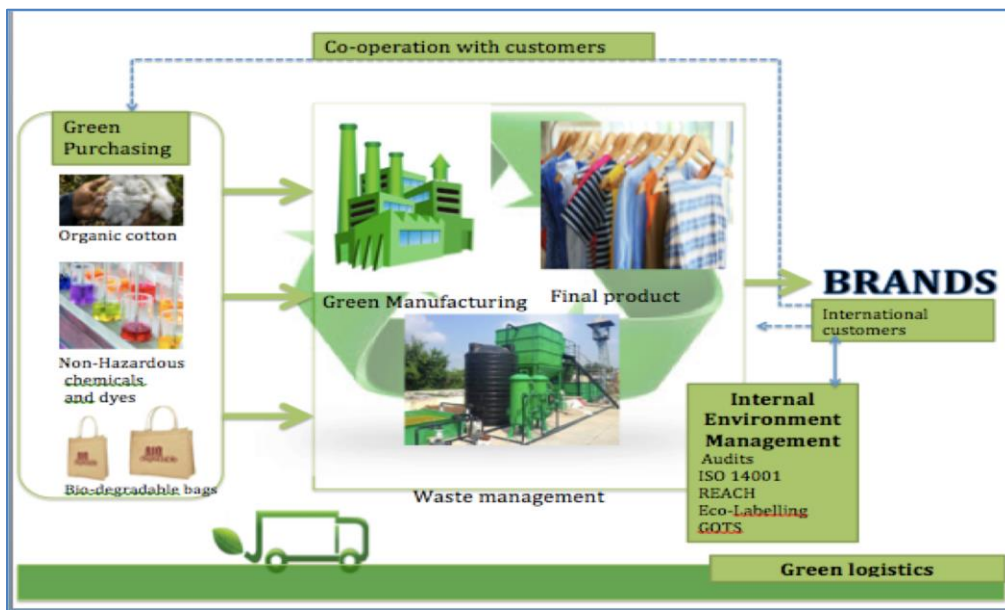 Co-operation with customers
Green
Purchasing
Organic cotton
Non-Hazardous
chemicals
and dyes
Bio-degradable bags
Green Manufacturing
Final product
Waste management
BRANDS
International
customers
Internal
Environment
Management
Audits
ISO 14001
REACH
Eco-Labelling
GOTS
Green logistics